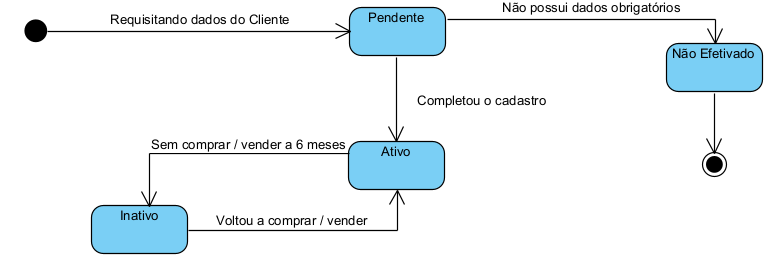 Requisitando dados do Cliente
Pendente
Não possui dados obrigatórios
Não Efetivado
Completou o cadastro
Sem comprar / vender a 6 meses
Ativo
Inativo
Voltou a comprar / vender